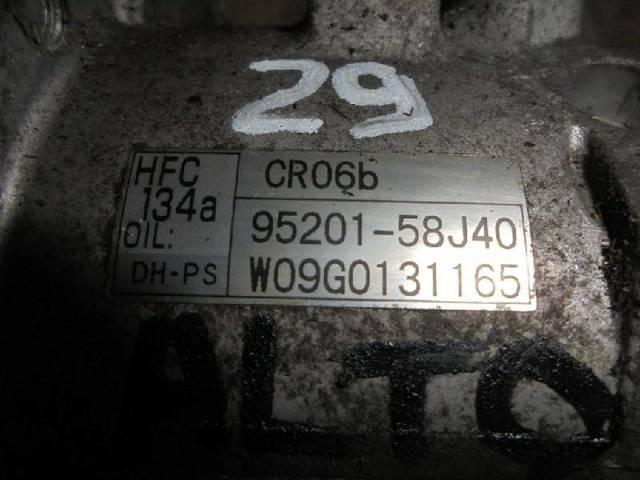 29
HFC 134a
CR06b
OIL:
95201-58J40
DH-PS
W09G0131165
ALTO